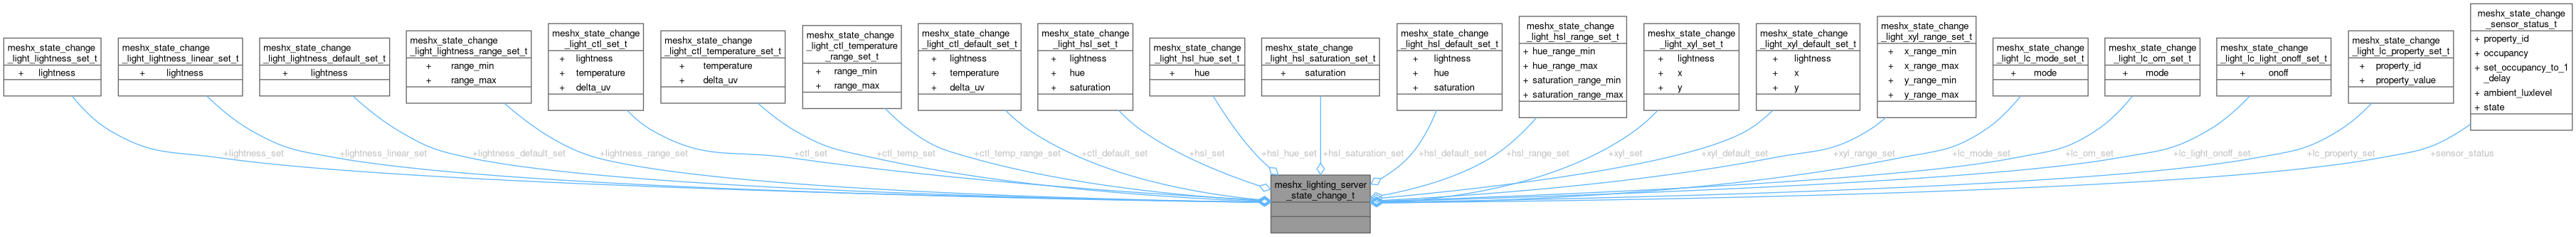 meshx_state_change
_light_lightness_set_t
+ lightness
meshx_state_change
_light_lightness_linear_set_t
+ lightness
meshx_state_change
_light_lightness_default_set_t
+ lightness
meshx_state_change
_light_lightness_range_set_t
+ range_min
+ range_max
meshx_state_change
_light_ctl_set_t
+ lightness
+ temperature
+ delta_uv
meshx_state_change
_light_ctl_temperature_set_t
+ temperature
+ delta_uv
meshx_state_change
_light_ctl_temperature
_range_set_t
+ range_min
+ range_max
meshx_state_change
_light_ctl_default_set_t
+ lightness
+ temperature
+ delta_uv
meshx_state_change
_light_hsl_set_t
+ lightness
+ hue
+ saturation
meshx_state_change
_light_hsl_hue_set_t
+ hue
meshx_state_change
_light_hsl_saturation_set_t
+ saturation
meshx_state_change
_light_hsl_default_set_t
+ lightness
+ hue
+ saturation
meshx_state_change
_light_hsl_range_set_t
+ hue_range_min
+ hue_range_max
+ saturation_range_min
+ saturation_range_max
meshx_state_change
_light_xyl_set_t
+ lightness
+ x
+ y
meshx_state_change
_light_xyl_default_set_t
+ lightness
+ x
+ y
meshx_state_change
_light_xyl_range_set_t
+ x_range_min
+ x_range_max
+ y_range_min
+ y_range_max
meshx_state_change
_light_lc_mode_set_t
+ mode
meshx_state_change
_light_lc_om_set_t
+ mode
meshx_state_change
_light_lc_light_onoff_set_t
+ onoff
meshx_state_change
_light_lc_property_set_t
+ property_id
+ property_value
meshx_state_change
_sensor_status_t
+ property_id
+ occupancy
+ set_occupancy_to_1
_delay
+ ambient_luxlevel
+ state
+lightness_set
+lightness_linear_set
+lightness_default_set
+lightness_range_set
+ctl_set
+ctl_temp_set
+ctl_temp_range_set
+ctl_default_set
+hsl_set
+hsl_hue_set
+hsl_saturation_set
+hsl_default_set
+hsl_range_set
+xyl_set
+xyl_default_set
+xyl_range_set
+lc_mode_set
+lc_om_set
+lc_light_onoff_set
+lc_property_set
+sensor_status
meshx_lighting_server
_state_change_t